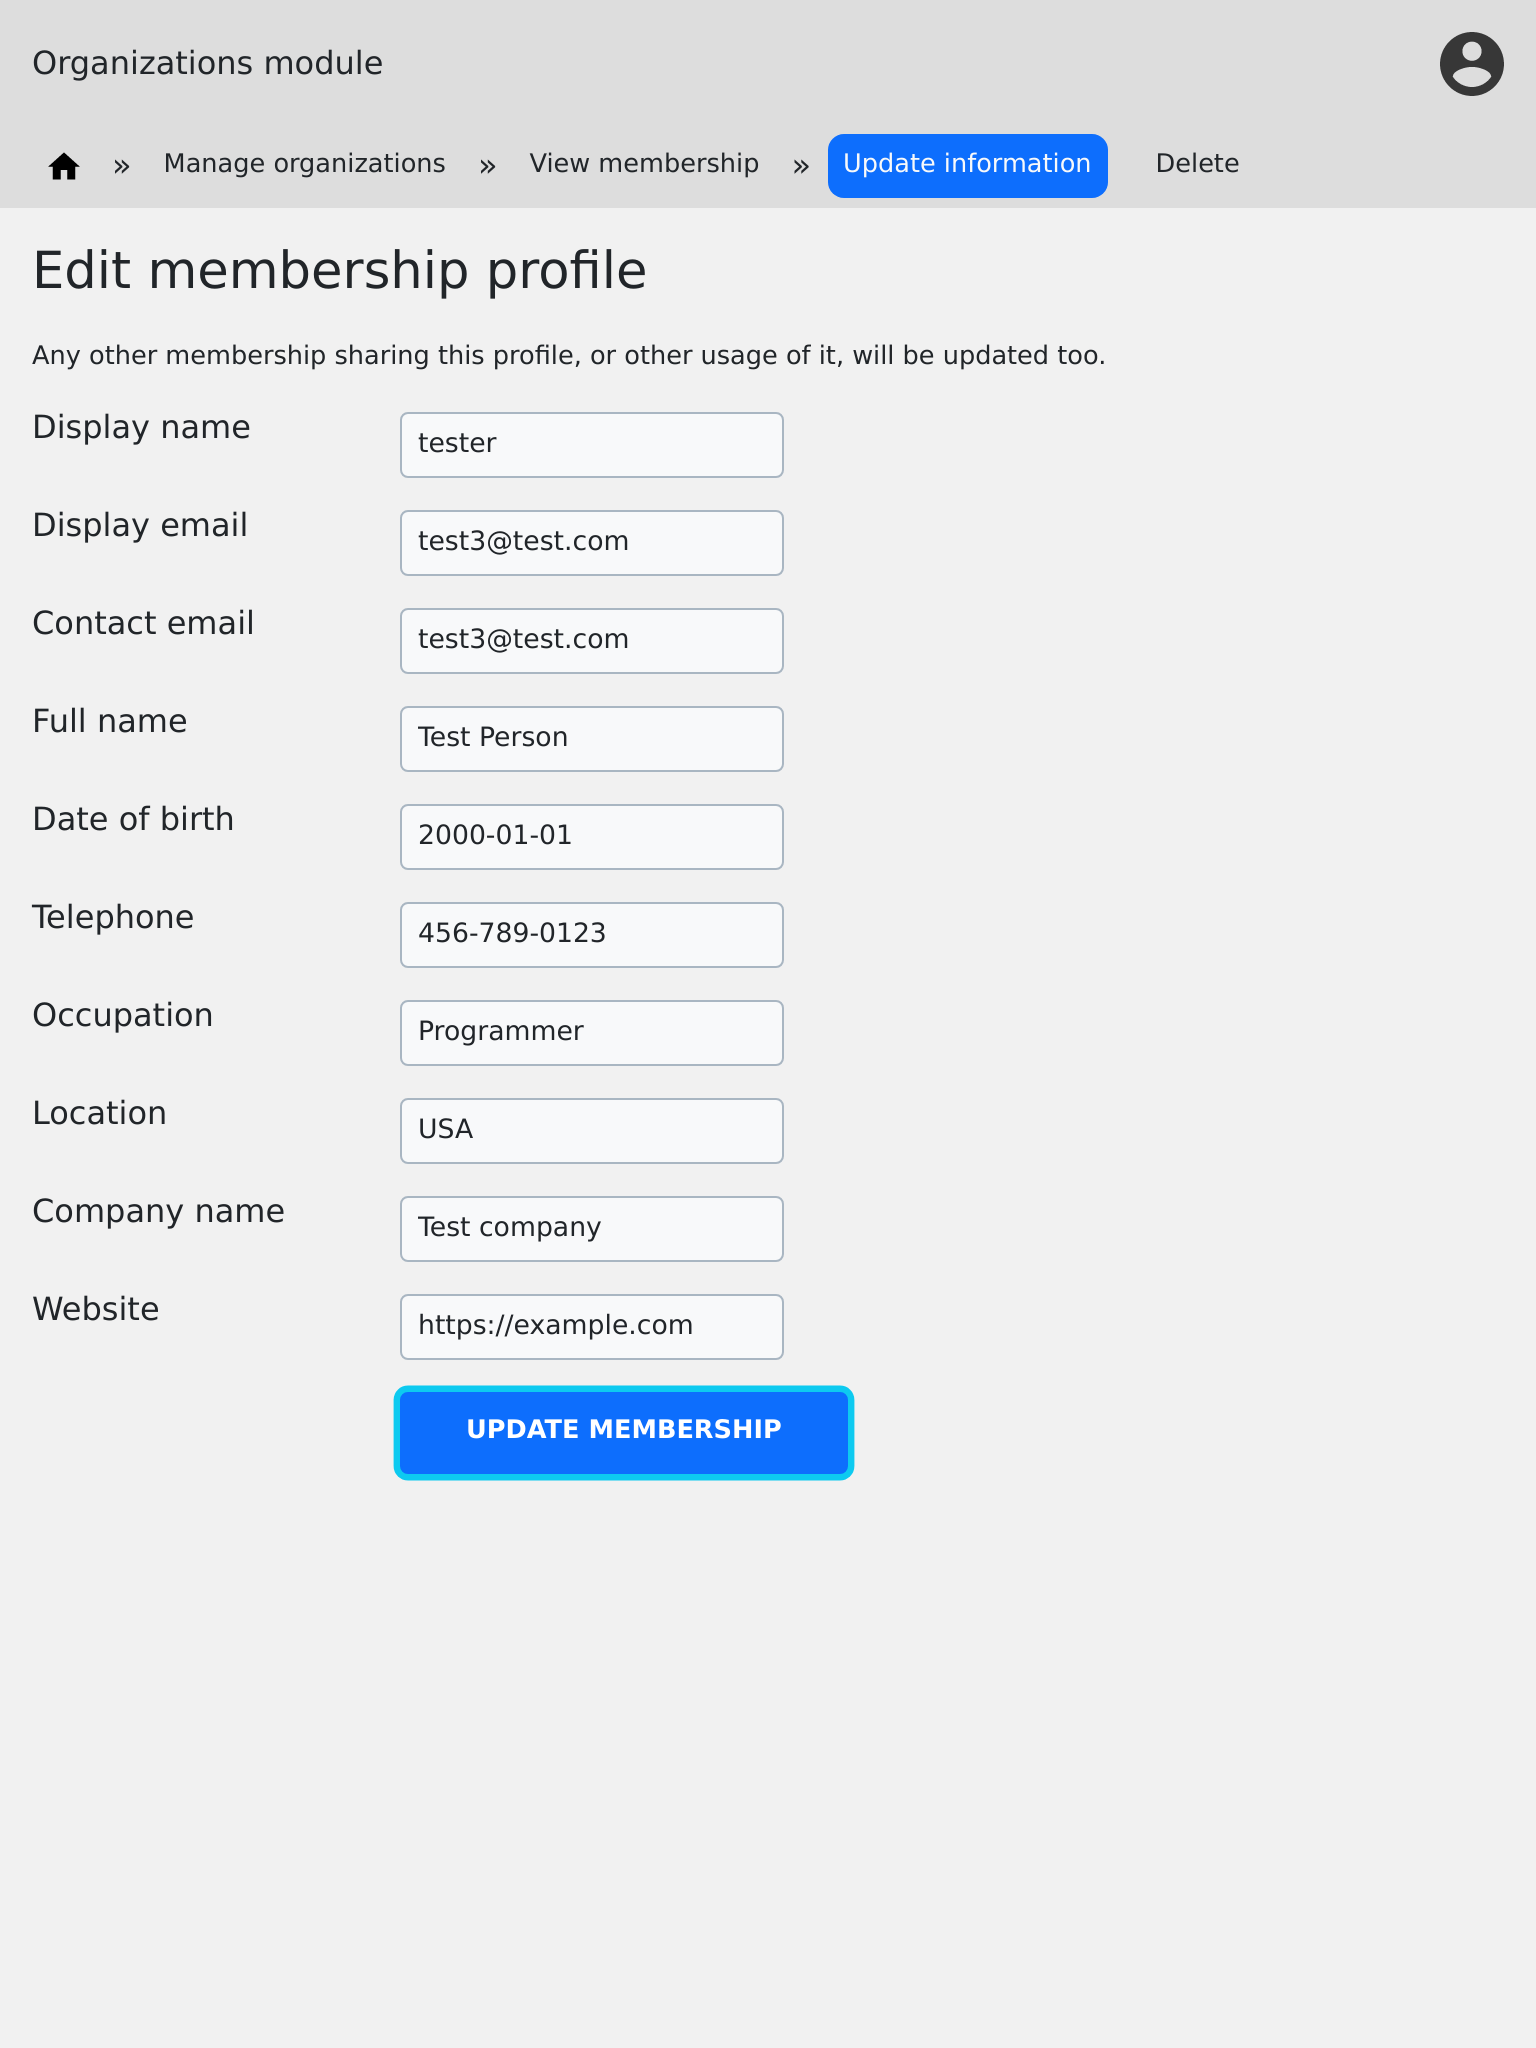 Organizations module
» Manage organizations » View membership » Update information Delete
Edit membership profile
Any other membership sharing this profile, or other usage of it, will be updated too.
Display name tester
Display email test3@test.com
Contact email test3@test.com
Full name Test Person
Date of birth 2000-01-01
Telephone 456-789-0123
Occupation Programmer
Location USA
Company name Test company
Website https://example.com
UPDATE MEMBERSHIP